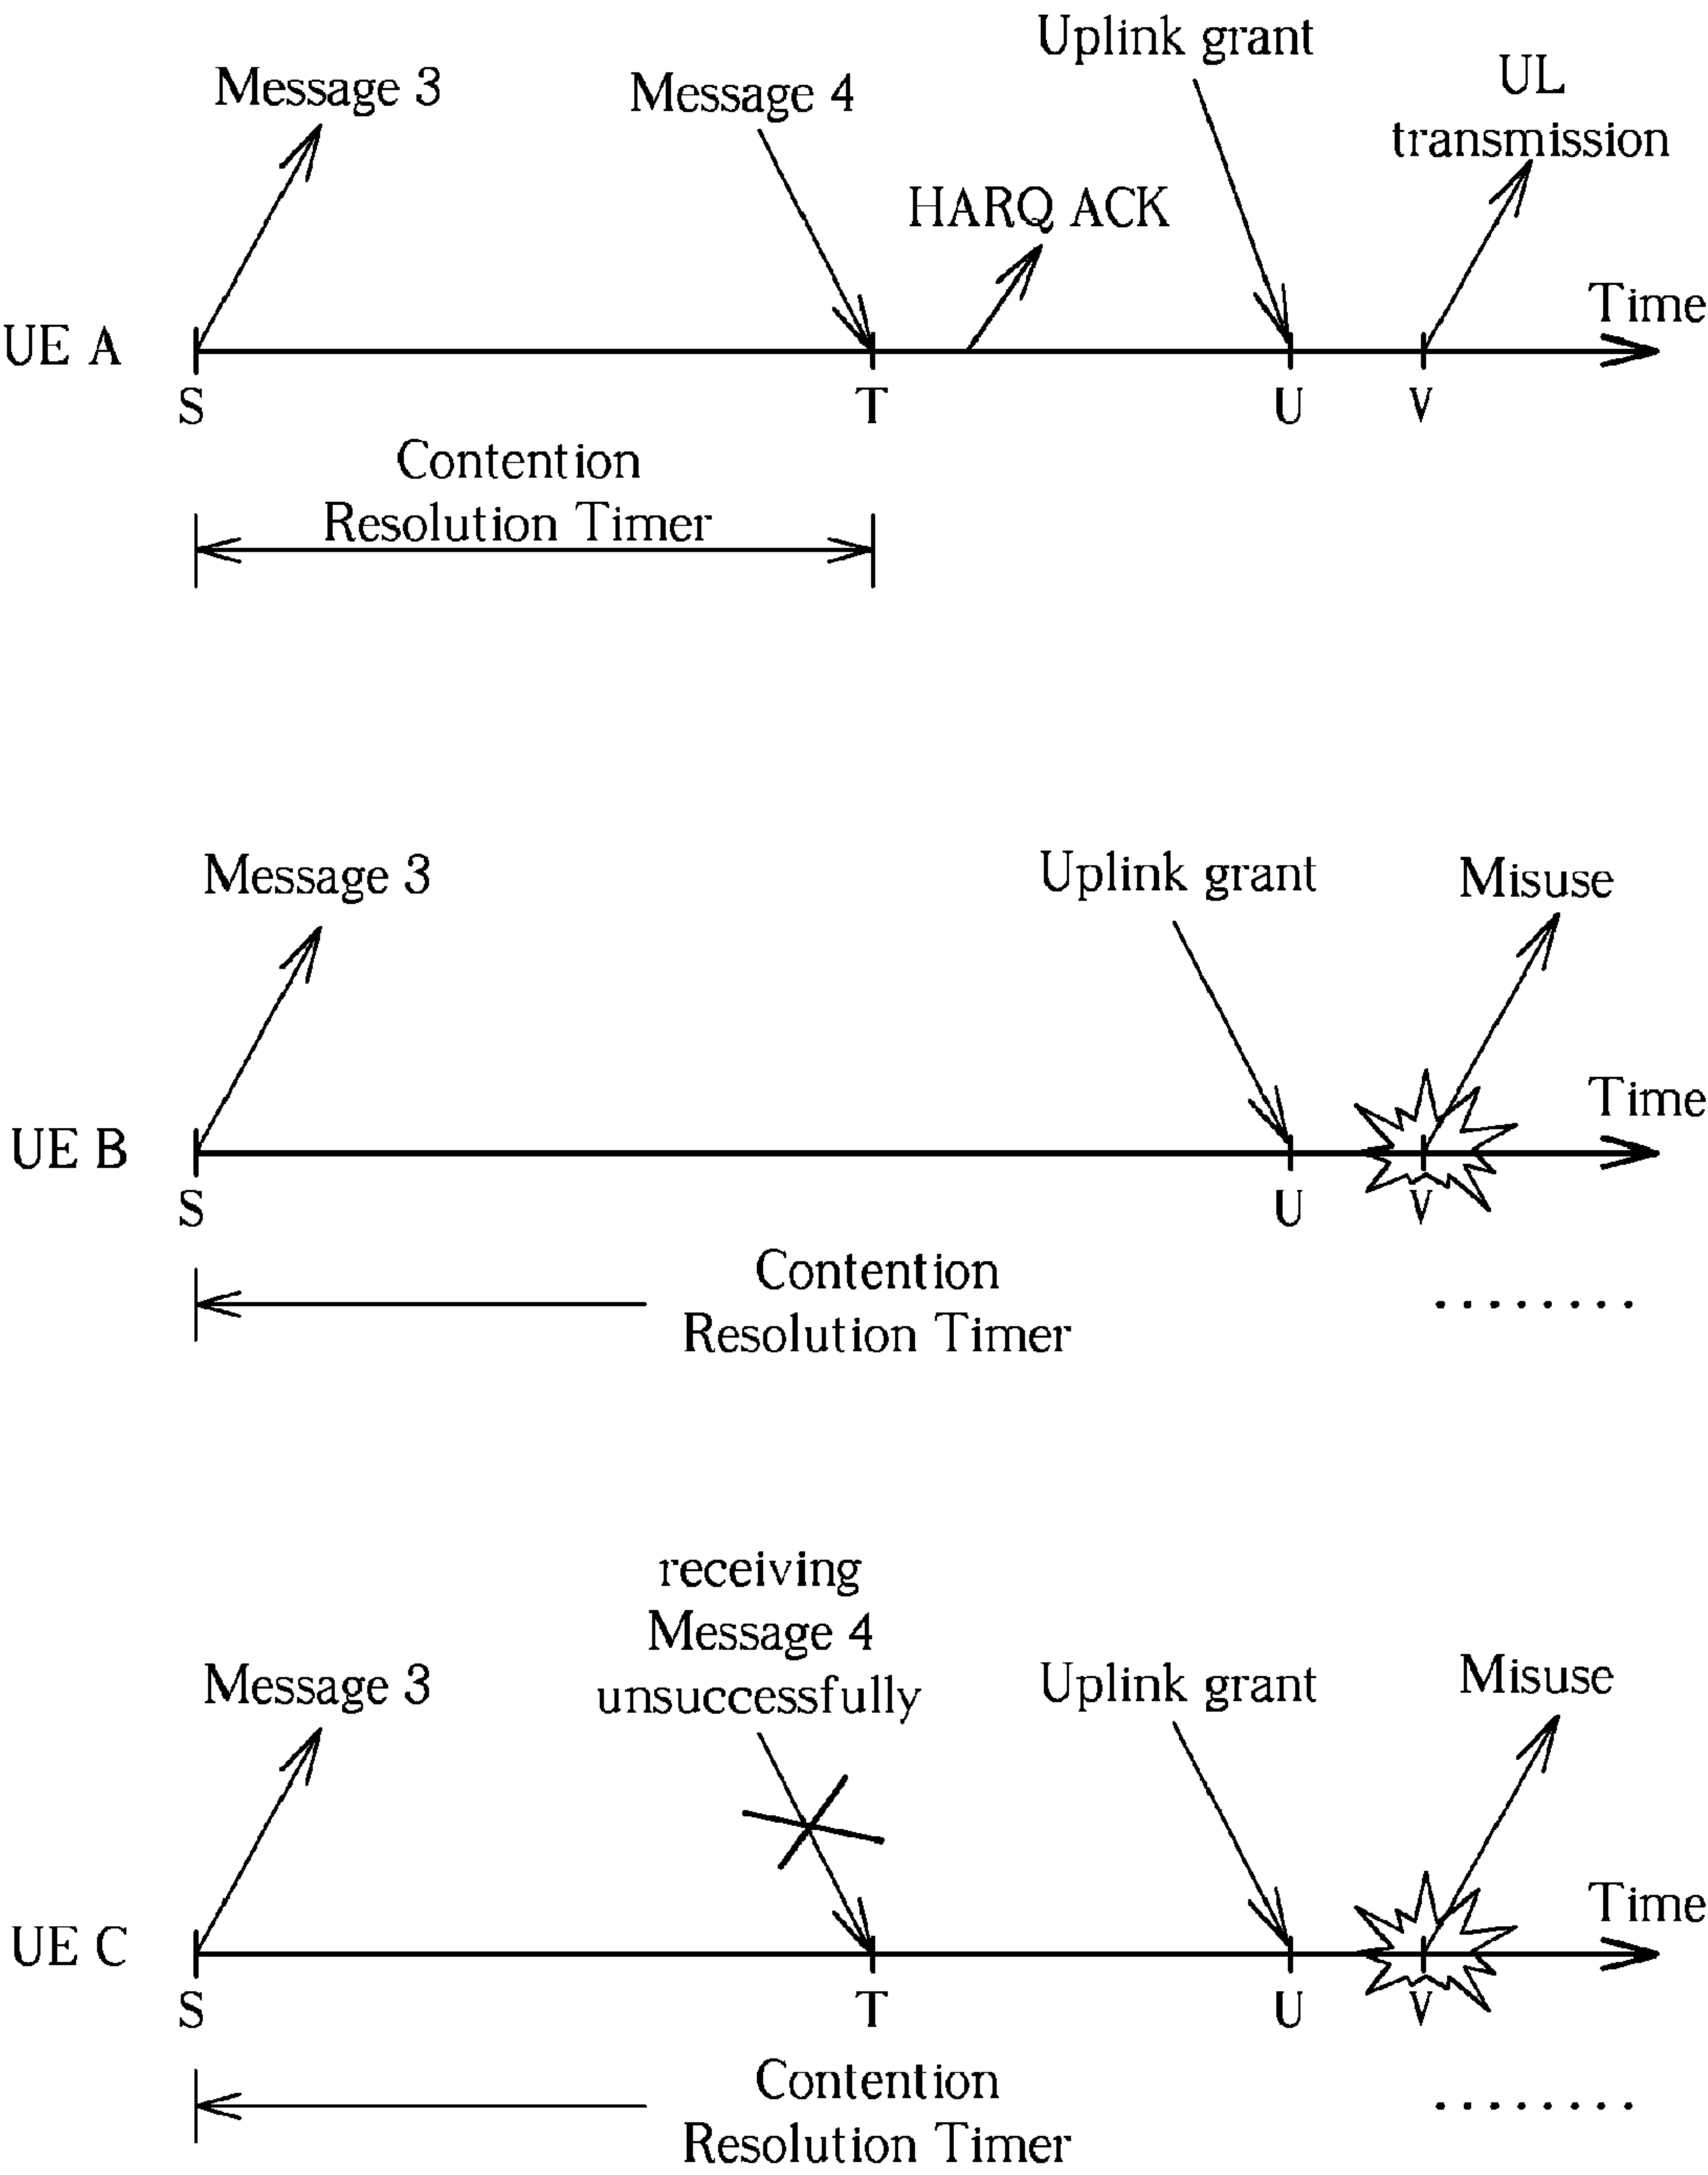 Uplink grant
Message 3
Message 4
UL
transmission
HARQ ACK
Time
UE A
S
T
U
V
Contention
Resolution Timer
Message 3
Uplink grant
Misuse
Time
UE B
S
U
V
Contention
Resolution Timer
........
receiving
Message 4
unsuccessfully
Message 3
Uplink grant
Misuse
Time
UE C
S
T
U
V
Contention
Resolution Timer
........